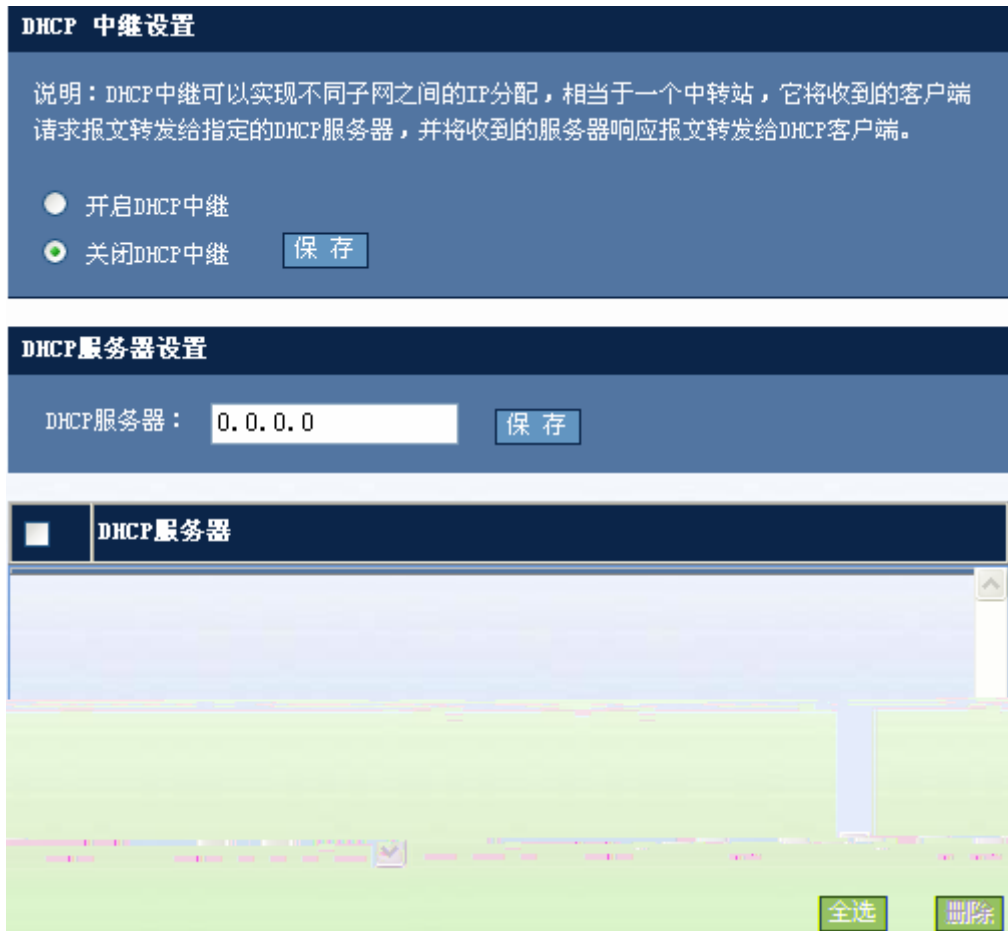 DHCP 中继设置
说明：DHCP中继可以实现不同子网之间的IP分配，相当于一个中转站，它将收到的客户端
请求报文转发给指定的DHCP服务器，并将收到的服务器响应报文转发给DHCP客户端。
开启DHCP中继
关闭DHCP中继 保 存
DHCP服务器设置
DHCP服务器： 0.0.0.0 保 存
DHCP服务器
全选 删除